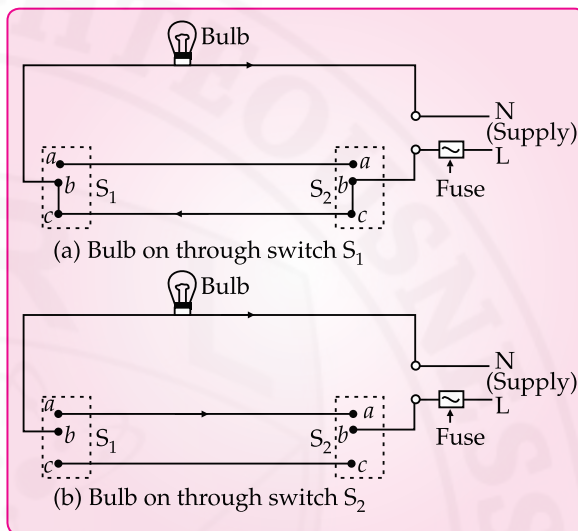 Bulb
N
(Supply)
a a
b S1 S2 b L
c c Fuse
(a) Bulb on through switch S1
Bulb
N
(Supply)
a a
b S1 S2 b L
c c Fuse
(b) Bulb on through switch S2